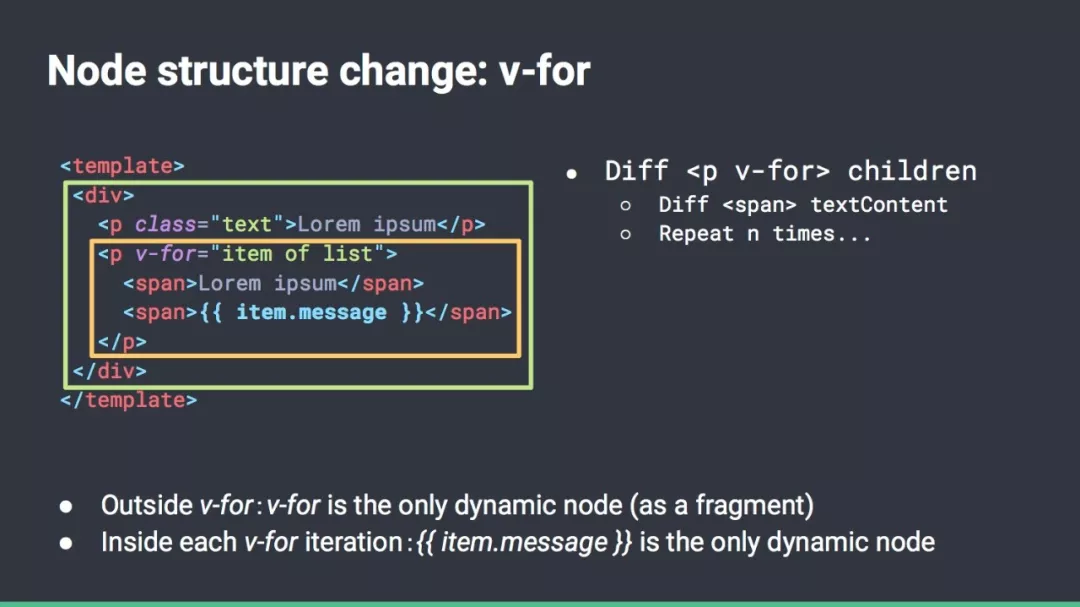 Node structure change: v-for
<template>
<div>
<p class="text">Lorem ipsum</p>
<p v-for="item of list">
<span>Lorem ipsum</span>
<span>{{ item.message }}</span>
</p>
</div>
</template>
• Diff <p v-for> children
○ Diff <span> textContent
○ Repeat n times...
• Outside v-for: v-for is the only dynamic node (as a fragment)
• Inside each v-for iteration: {{ item.message }} is the only dynamic node